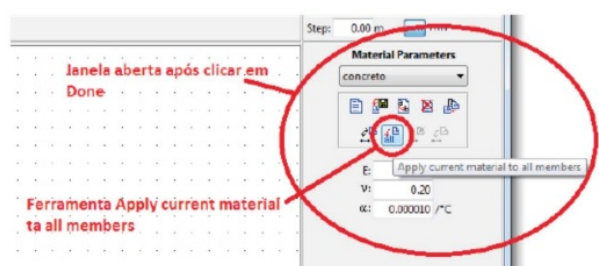 Step: 0.00 m
Material Parameters
Janela aberta após clicar em
Done
concreto
Apply current material to all members
E:
ν: 0.20
Ferramenta Apply current material
ta all members
α: 0.000010 /°C